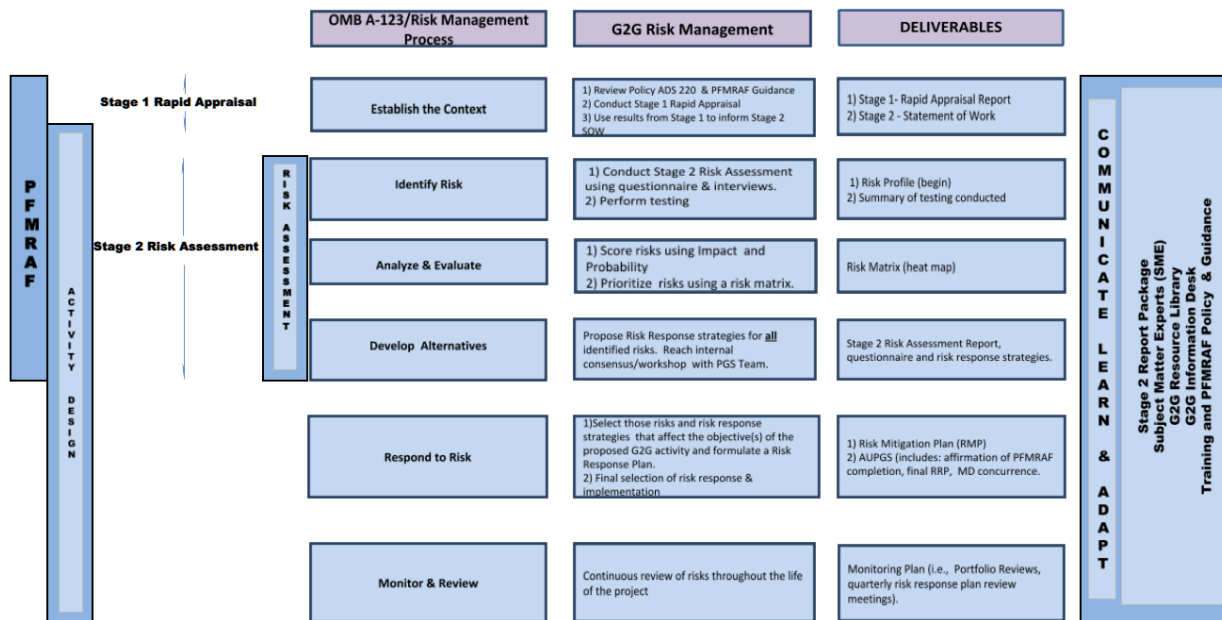 OMB A-123/Risk Management
Process
G2G Risk Management
DELIVERABLES
PFMRAF
ACTIVITY DESIGN
Stage 1 Rapid Appraisal
Stage 2 Risk Assessment
RISK ASSESSMENT
Establish the Context
1) Review Policy ADS 220 & PFMRAF Guidance
2) Conduct Stage 1 Rapid Appraisal
3) Use results from Stage 1 to inform Stage 2
SOW
1) Stage 1- Rapid Appraisal Report
2) Stage 2 - Statement of Work
Identify Risk
1) Conduct Stage 2 Risk Assessment
using questionnaire & interviews.
2) Perform testing
1) Risk Profile (begin)
2) Summary of testing conducted
Analyze & Evaluate
1) Score risks using Impact and
Probability
2) Prioritize risks using a risk matrix.
Risk Matrix (heat map)
Develop Alternatives
Propose Risk Response strategies for all
identified risks. Reach internal
consensus/workshop with PGS Team.
Stage 2 Risk Assessment Report,
questionnaire and risk response strategies.
Respond to Risk
1)Select those risks and risk response
strategies that affect the objective(s) of the
proposed G2G activity and formulate a Risk
Response Plan.
2) Final selection of risk response &
implementation
1) Risk Mitigation Plan (RMP)
2) AUPGS (includes: affirmation of PFMRAF
completion, final RRP, MD concurrence.
Monitor & Review
Continuous review of risks throughout the life
of the project
Monitoring Plan (i.e., Portfolio Reviews,
quarterly risk response plan review
meetings).
COMMUNICATE LEARN & ADAPT
Stage 2 Report Package
Subject Matter Experts (SME)
G2G Resource Library
G2G Information Desk
Training and PFMRAF Policy & Guidance